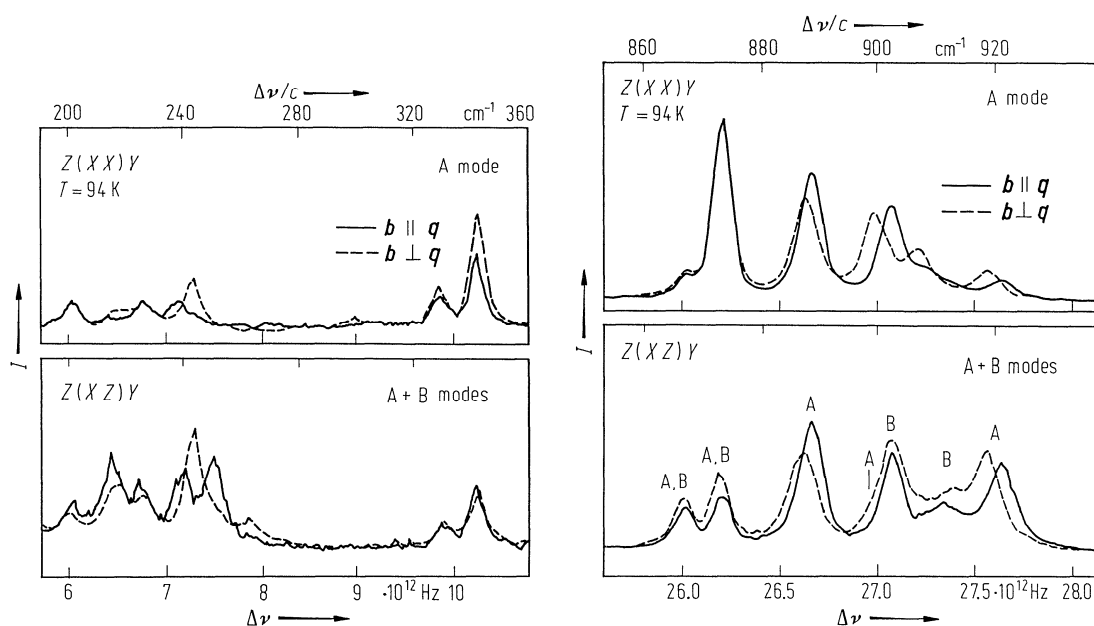 Δν/c
200 240 280 320 cm⁻¹ 360
Z(XX)Y
T = 94 K
A mode
b ∥ q
b ⊥ q
I
Z(XZ)Y
A + B modes
6 7 8 9 ·10¹² Hz 10
Δν
Δν/c
860 880 900 cm⁻¹ 920
Z(XX)Y
T = 94 K
A mode
b ∥ q
b ⊥ q
I
Z(XZ)Y
A + B modes
A,B A,B A A B B A
26.0 26.5 27.0 27.5 ·10¹² Hz 28.0
Δν